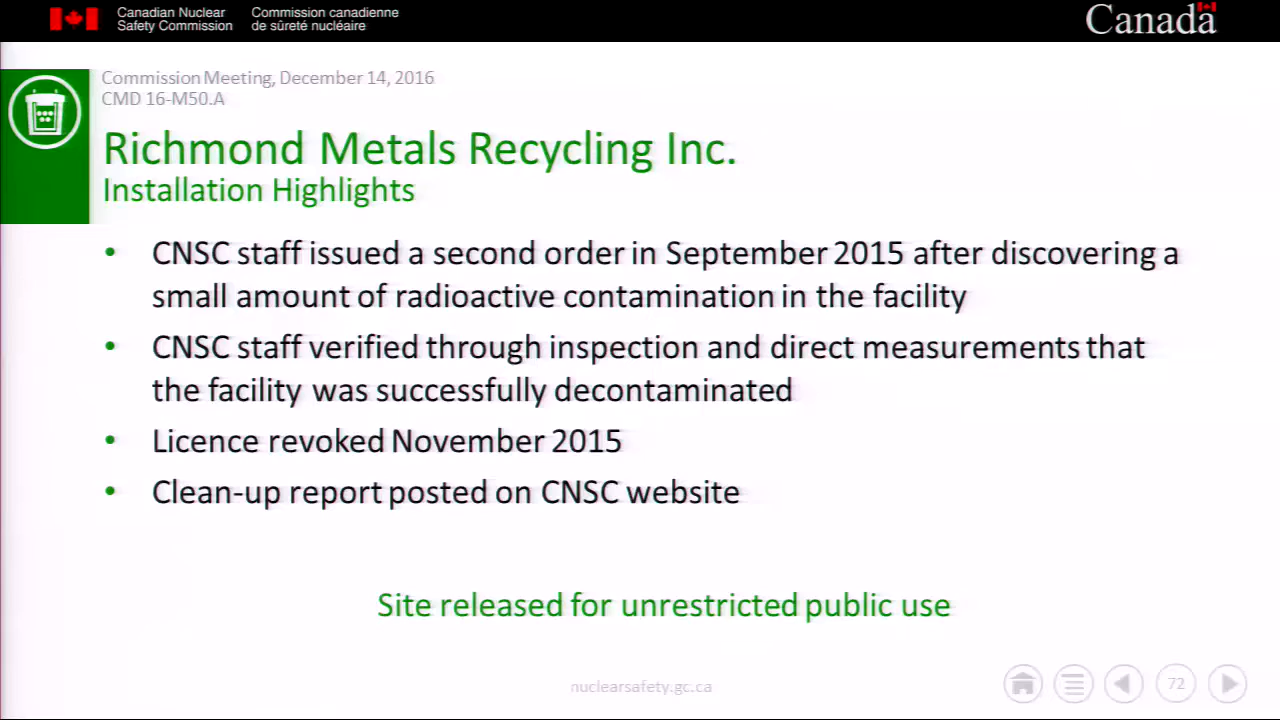 Canadian Nuclear
Safety Commission
Commission canadienne
de sûreté nucléaire
Canada
Commission Meeting, December 14, 2016
CMD 16-M50.A
Richmond Metals Recycling Inc.
Installation Highlights
• CNSC staff issued a second order in September 2015 after discovering a
small amount of radioactive contamination in the facility
• CNSC staff verified through inspection and direct measurements that
the facility was successfully decontaminated
• Licence revoked November 2015
• Clean-up report posted on CNSC website
Site released for unrestricted public use
nuclearsafety.gc.ca
72